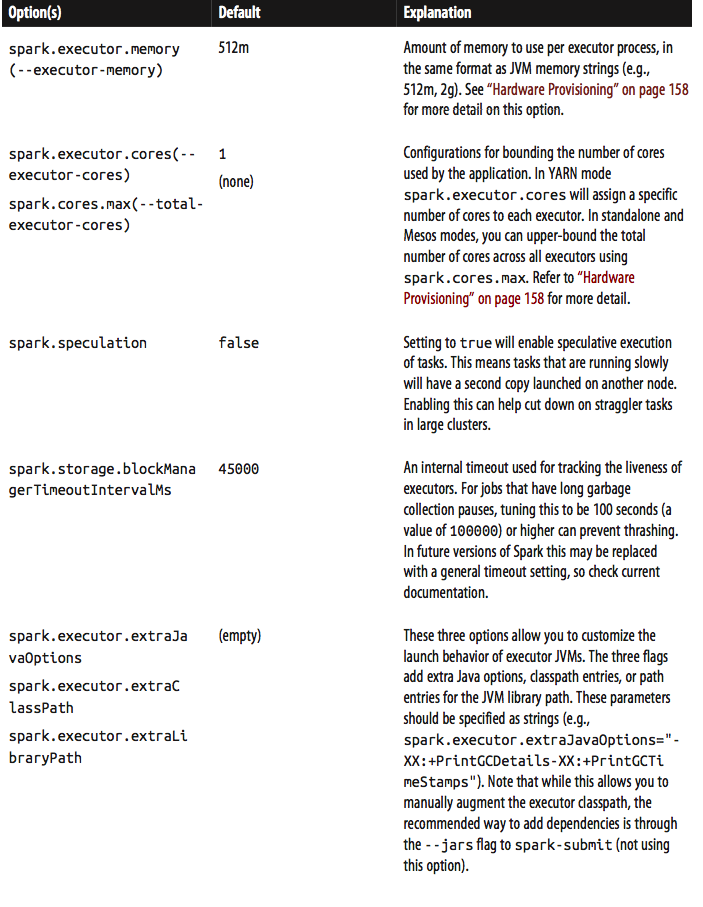 Option(s) Default Explanation
spark.executor.memory 512m Amount of memory to use per executor process, in
(--executor-memory) the same format as JVM memory strings (e.g.,
512m, 2g). See “Hardware Provisioning” on page 158
for more detail on this option.
spark.executor.cores(-- 1 Configurations for bounding the number of cores
executor-cores) (none) used by the application. In YARN mode
spark.cores.max(--total- spark.executor.cores will assign a specific
executor-cores) number of cores to each executor. In standalone and
Mesos modes, you can upper-bound the total
number of cores across all executors using
spark.cores.max. Refer to “Hardware
Provisioning” on page 158 for more detail.
spark.speculation false Setting to true will enable speculative execution
of tasks. This means tasks that are running slowly
will have a second copy launched on another node.
Enabling this can help cut down on straggler tasks
in large clusters.
spark.storage.blockMana 45000 An internal timeout used for tracking the liveness of
gerTimeoutIntervalMs executors. For jobs that have long garbage
collection pauses, tuning this to be 100 seconds (a
value of 100000) or higher can prevent thrashing.
In future versions of Spark this may be replaced
with a general timeout setting, so check current
documentation.
spark.executor.extraJa (empty) These three options allow you to customize the
vaOptions launch behavior of executor JVMs. The three flags
spark.executor.extraC add extra Java options, classpath entries, or path
lassPath entries for the JVM library path. These parameters
spark.executor.extraLi should be specified as strings (e.g.,
braryPath spark.executor.extraJavaOptions="-
XX:+PrintGCDetails-XX:+PrintGCTi
meStamps"). Note that while this allows you to
manually augment the executor classpath, the
recommended way to add dependencies is through
the --jars flag to spark-submit (not using
this option).